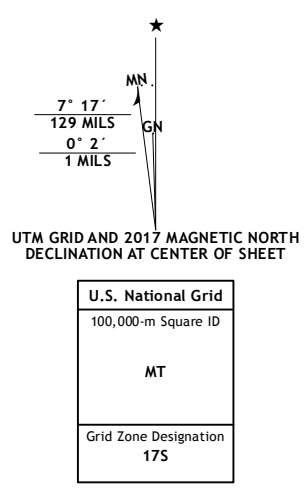 ★
MN
7° 17´
129 MILS
GN
0° 2´
1 MILS
UTM GRID AND 2017 MAGNETIC NORTH
DECLINATION AT CENTER OF SHEET
U.S. National Grid
100,000-m Square ID
MT
Grid Zone Designation
17S